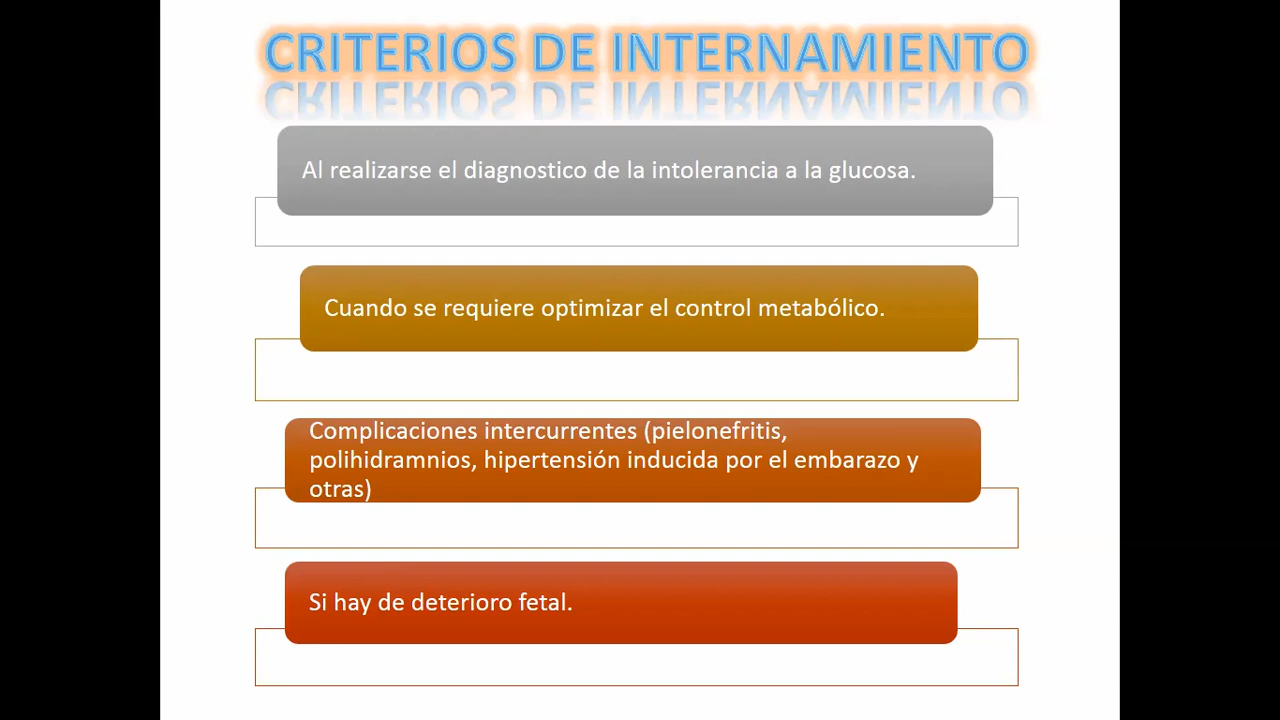 CRITERIOS DE INTERNAMIENTO
Al realizarse el diagnostico de la intolerancia a la glucosa.
Cuando se requiere optimizar el control metabólico.
Complicaciones intercurrentes (pielonefritis,
polihidramnios, hipertensión inducida por el embarazo y
otras)
Si hay de deterioro fetal.